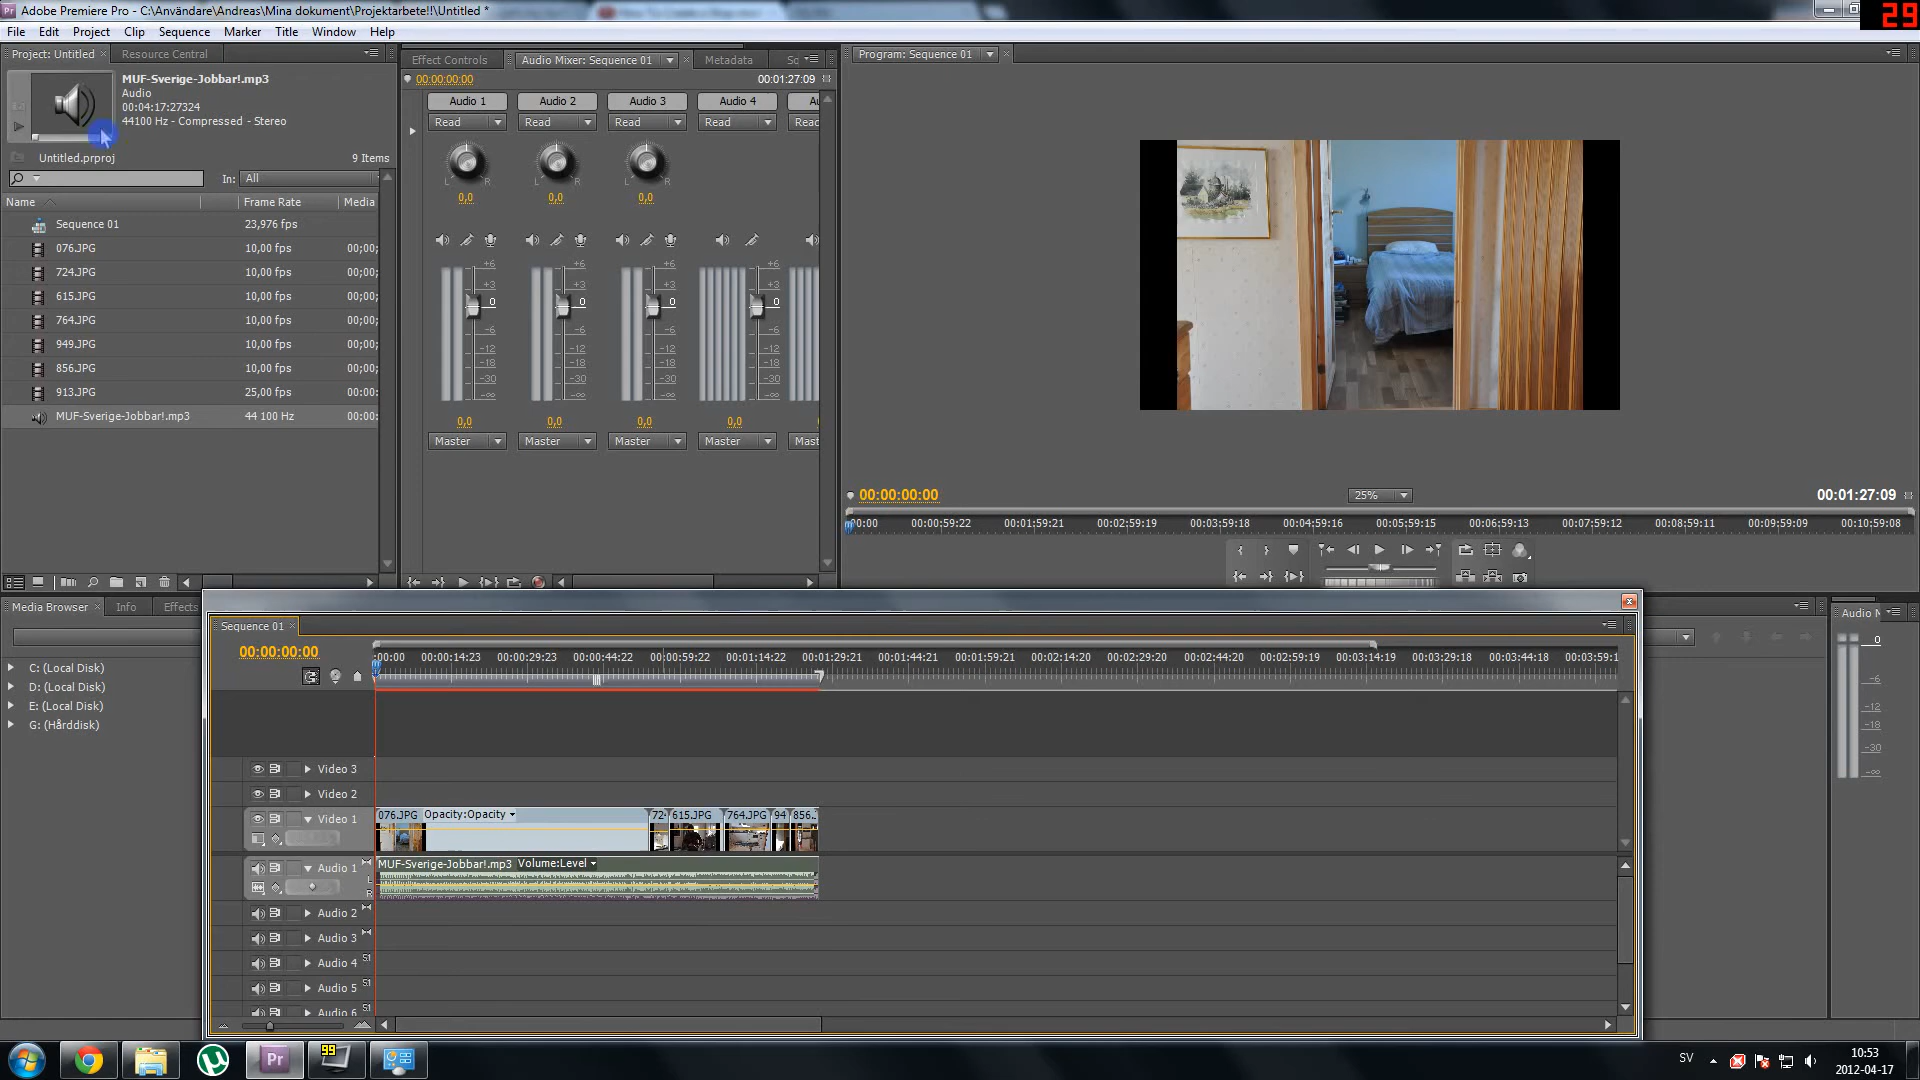 Adobe Premiere Pro - C:\Användare\Andreas\Mina dokument\Projektarbete!!\Untitled *
29
File Edit Project Clip Sequence Marker Title Window Help
Project: Untitled
Resource Central
MUF-Sverige-Jobbar!.mp3
Audio
00:04:17:27324
44100 Hz - Compressed - Stereo
Untitled.prproj
9 Items
In: All
Name Frame Rate Media
Sequence 01 23,976 fps
076.JPG 10,00 fps 00;00;
724.JPG 10,00 fps 00;00;
615.JPG 10,00 fps 00;00;
764.JPG 10,00 fps 00;00;
949.JPG 10,00 fps 00;00;
856.JPG 10,00 fps 00;00;
913.JPG 25,00 fps 00:00:
MUF-Sverige-Jobbar!.mp3 44 100 Hz 00:00:
Effect Controls
Audio Mixer: Sequence 01
Metadata
00:00:00:00
00:01:27:09
Audio 1 Audio 2 Audio 3 Audio 4
Read Read Read Read Read
L R L R L R
0,0 0,0 0,0
+6 +6 +6 +6
+3 +3 +3 +3
0 0 0 0
-6 -6 -6 -6
-12 -12 -12 -12
-18 -18 -18 -18
-30 -30 -30 -30
-∞ -∞ -∞ -∞
0,0 0,0 0,0 0,0
Master Master Master Master Mast
Program: Sequence 01
00:00:00:00
25%
00:01:27:09
00:00 00:00:59:22 00:01:59:21 00:02:59:19 00:03:59:18 00:04:59:16 00:05:59:15 00:06:59:13 00:07:59:12 00:08:59:11 00:09:59:09 00:10:59:08
Media Browser
Info
Effects
C: (Local Disk)
D: (Local Disk)
E: (Local Disk)
G: (Hårddisk)
Sequence 01
00:00:00:00
:00:00 00:00:14:23 00:00:29:23 00:00:44:22 00:00:59:22 00:01:14:22 00:01:29:21 00:01:44:21 00:01:59:21 00:02:14:20 00:02:29:20 00:02:44:20 00:02:59:19 00:03:14:19 00:03:29:18 00:03:44:18 00:03:59:1
Video 3
Video 2
Video 1
076.JPG Opacity:Opacity 72 615.JPG 764.JPG 94 856.
Audio 1
L
R
MUF-Sverige-Jobbar!.mp3 Volume:Level
Audio 2
Audio 3
Audio 4 5.1
Audio 5 5.1
Audio 6 5.1
Audio M
0
-6
-12
-18
-30
-∞
Pr
99
SV
10:53
2012-04-17